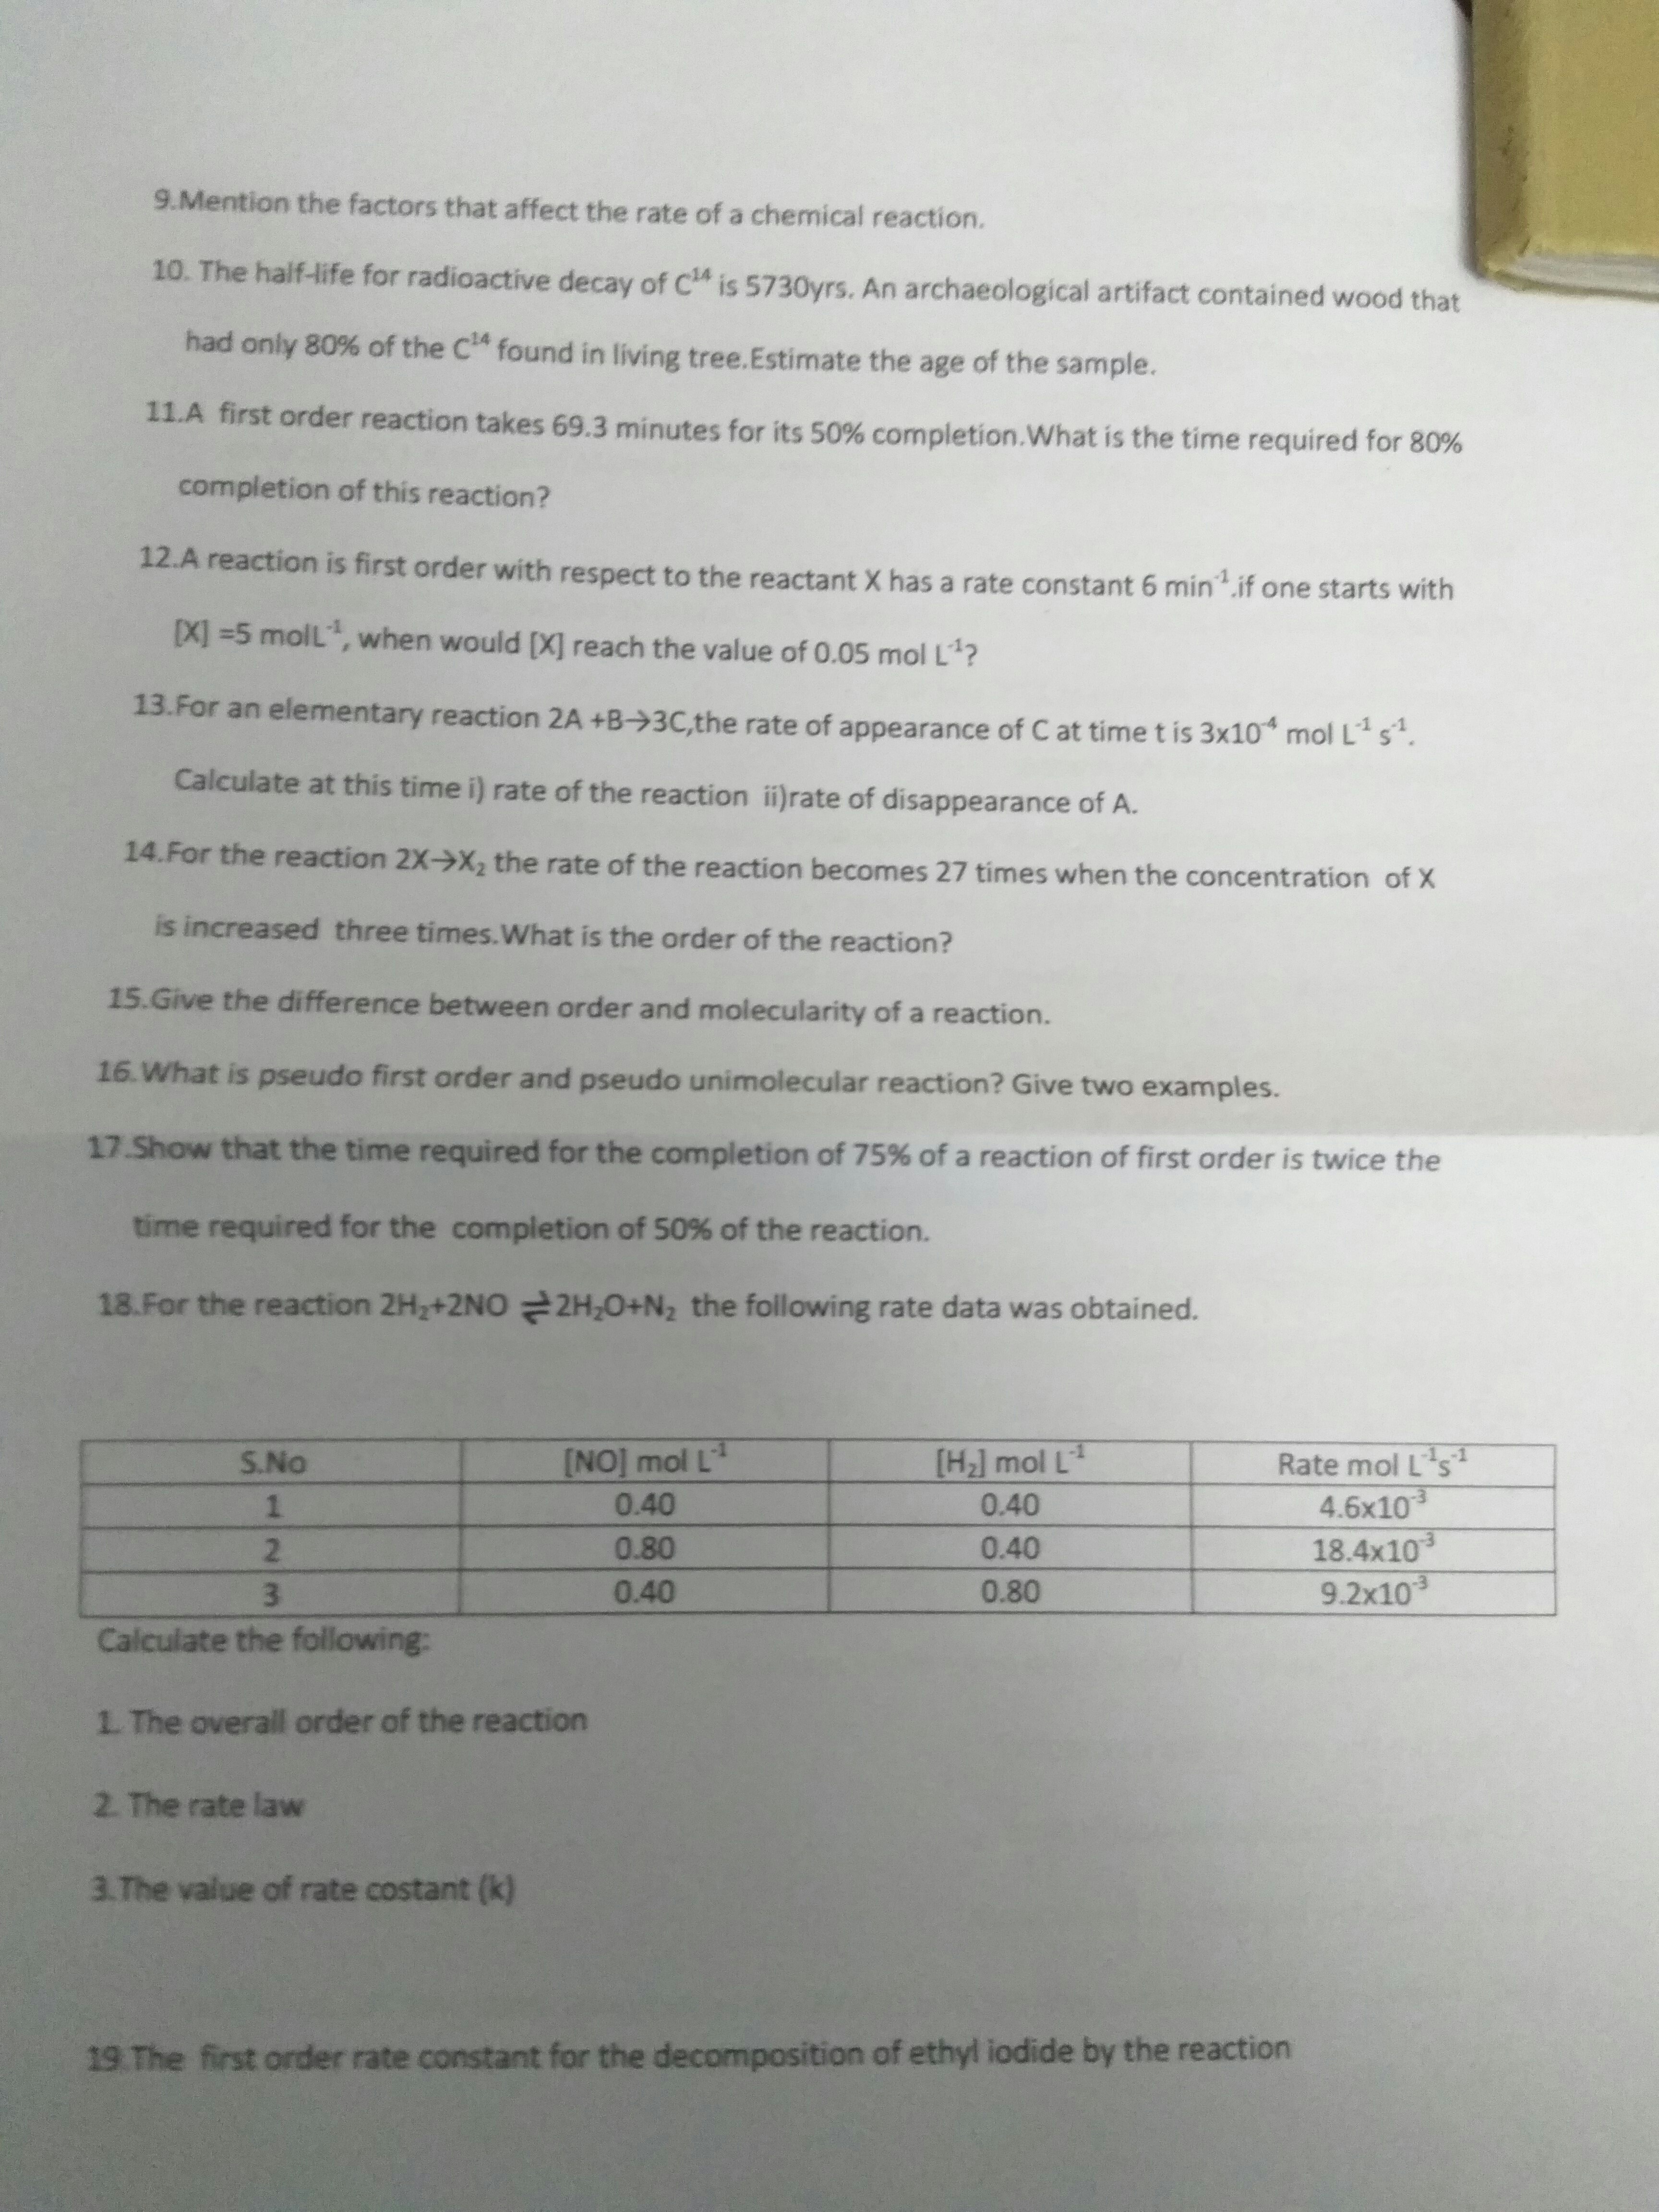 9.Mention the factors that affect the rate of a chemical reaction.
10. The half-life for radioactive decay of C¹⁴ is 5730yrs. An archaeological artifact contained wood that
had only 80% of the C¹⁴ found in living tree.Estimate the age of the sample.
11.A first order reaction takes 69.3 minutes for its 50% completion.What is the time required for 80%
completion of this reaction?
12.A reaction is first order with respect to the reactant X has a rate constant 6 min⁻¹.if one starts with
[X] =5 molL⁻¹, when would [X] reach the value of 0.05 mol L⁻¹?
13.For an elementary reaction 2A +B→3C,the rate of appearance of C at time t is 3x10⁻⁴ mol L⁻¹ s⁻¹.
Calculate at this time i) rate of the reaction ii)rate of disappearance of A.
14.For the reaction 2X→X₂ the rate of the reaction becomes 27 times when the concentration of X
is increased three times.What is the order of the reaction?
15.Give the difference between order and molecularity of a reaction.
16.What is pseudo first order and pseudo unimolecular reaction? Give two examples.
17.Show that the time required for the completion of 75% of a reaction of first order is twice the
time required for the completion of 50% of the reaction.
18.For the reaction 2H₂+2NO ⇌2H₂O+N₂ the following rate data was obtained.
S.No [NO] mol L⁻¹ [H₂] mol L⁻¹ Rate mol L⁻¹s⁻¹
1 0.40 0.40 4.6x10⁻³
2 0.80 0.40 18.4x10⁻³
3 0.40 0.80 9.2x10⁻³
Calculate the following:
1. The overall order of the reaction
2. The rate law
3.The value of rate costant (k)
19.The first order rate constant for the decomposition of ethyl iodide by the reaction